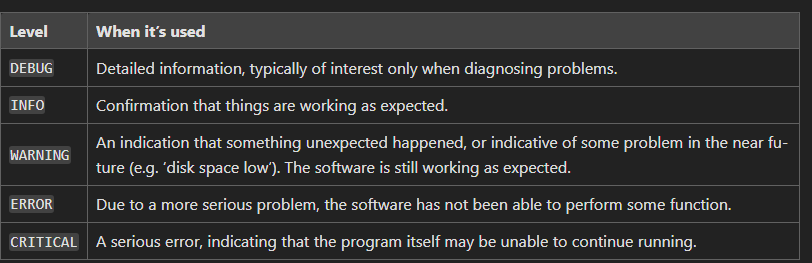 Level When it's used
DEBUG Detailed information, typically of interest only when diagnosing problems.
INFO Confirmation that things are working as expected.
WARNING An indication that something unexpected happened, or indicative of some problem in the near fu-
ture (e.g. ‘disk space low’). The software is still working as expected.
ERROR Due to a more serious problem, the software has not been able to perform some function.
CRITICAL A serious error, indicating that the program itself may be unable to continue running.